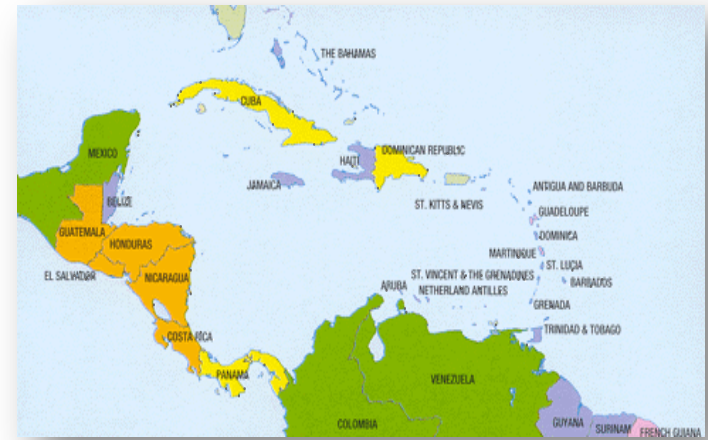 THE BAHAMAS
CUBA
MEXICO
HAITI
DOMINICAN REPUBLIC
JAMAICA
BELIZE
ST. KITTS & NEVIS
ANTIGUA AND BARBUDA
GUADELOUPE
GUATEMALA
HONDURAS
DOMINICA
MARTINIQUE
ST. LUCIA
EL SALVADOR
NICARAGUA
ST. VINCENT & THE GRENADINES
BARBADOS
ARUBA
NETHERLAND ANTILLES
GRENADA
TRINIDAD & TOBAGO
COSTA RICA
PANAMA
VENEZUELA
COLOMBIA
GUYANA
SURINAM
FRENCH GUIANA